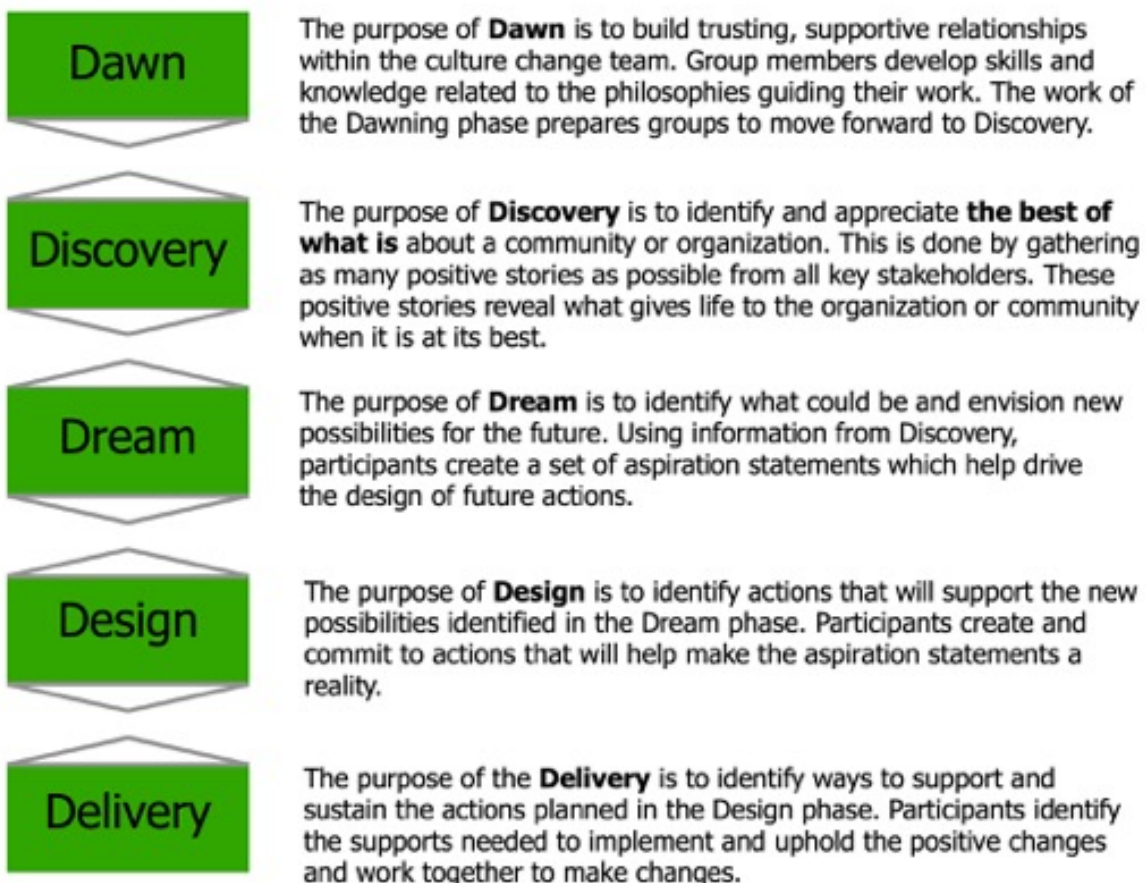 Dawn
The purpose of Dawn is to build trusting, supportive relationships
within the culture change team. Group members develop skills and
knowledge related to the philosophies guiding their work. The work of
the Dawning phase prepares groups to move forward to Discovery.
Discovery
The purpose of Discovery is to identify and appreciate the best of
what is about a community or organization. This is done by gathering
as many positive stories as possible from all key stakeholders. These
positive stories reveal what gives life to the organization or community
when it is at its best.
Dream
The purpose of Dream is to identify what could be and envision new
possibilities for the future. Using information from Discovery,
participants create a set of aspiration statements which help drive
the design of future actions.
Design
The purpose of Design is to identify actions that will support the new
possibilities identified in the Dream phase. Participants create and
commit to actions that will help make the aspiration statements a
reality.
Delivery
The purpose of the Delivery is to identify ways to support and
sustain the actions planned in the Design phase. Participants identify
the supports needed to implement and uphold the positive changes
and work together to make changes.